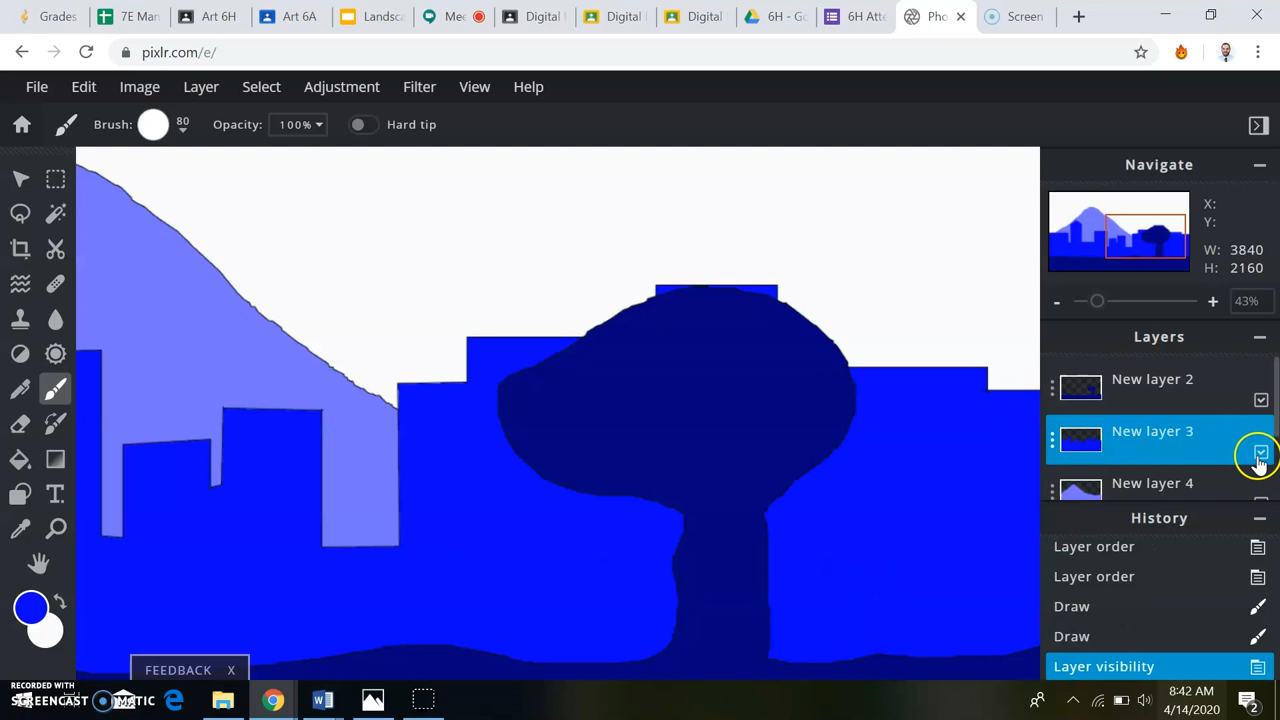 Grades
71 Man
Art 6H
Art 6A
Landsc
Mee
Digital
Digital
Digital
6H - C
6H Atte
Pho
Screen
pixlr.com/e/
File Edit Image Layer Select Adjustment Filter View Help
Brush: 80 Opacity: 100% Hard tip
Navigate
X:
Y:
W: 3840
H: 2160
- + 43%
Layers
New layer 2
New layer 3
New layer 4
History
Layer order
Layer order
Draw
Draw
Layer visibility
FEEDBACK X
RECORDED WITH
SCREENCAST MATIC
8:42 AM
4/14/2020
2